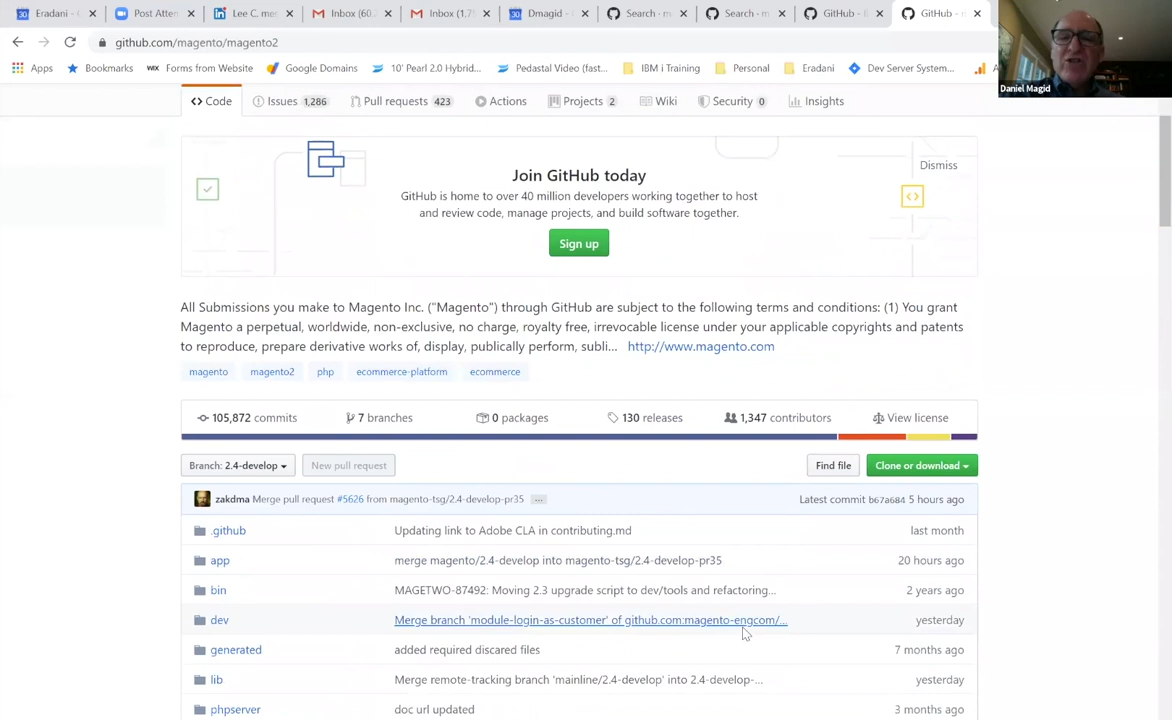 Eradani - C
Post Atten
Lee C. mer
Inbox (60,
Inbox (1,7
Dmagid -
Search · m
Search · m
GitHub - E
GitHub - n
github.com/magento/magento2
Apps
Bookmarks
WIX Forms from Website
Google Domains
10' Pearl 2.0 Hybrid...
Pedastal Video (fast...
IBM i Training
Personal
Eradani
Dev Server System...
Daniel Magid
Code
Issues 1,286
Pull requests 423
Actions
Projects 2
Wiki
Security 0
Insights
Dismiss
Join GitHub today
GitHub is home to over 40 million developers working together to host
and review code, manage projects, and build software together.
Sign up
All Submissions you make to Magento Inc. ("Magento") through GitHub are subject to the following terms and conditions: (1) You grant
Magento a perpetual, worldwide, non-exclusive, no charge, royalty free, irrevocable license under your applicable copyrights and patents
to reproduce, prepare derivative works of, display, publically perform, subli... http://www.magento.com
magento
magento2
php
ecommerce-platform
ecommerce
105,872 commits
7 branches
0 packages
130 releases
1,347 contributors
View license
Branch: 2.4-develop
New pull request
Find file
Clone or download
zakdma Merge pull request #5626 from magento-tsg/2.4-develop-pr35 ...
Latest commit b67a684 5 hours ago
.github
Updating link to Adobe CLA in contributing.md
last month
app
merge magento/2.4-develop into magento-tsg/2.4-develop-pr35
20 hours ago
bin
MAGETWO-87492: Moving 2.3 upgrade script to dev/tools and refactoring...
2 years ago
dev
Merge branch 'module-login-as-customer' of github.com:magento-engcom/...
yesterday
generated
added required discared files
7 months ago
lib
Merge remote-tracking branch 'mainline/2.4-develop' into 2.4-develop-...
yesterday
phpserver
doc url updated
3 months ago